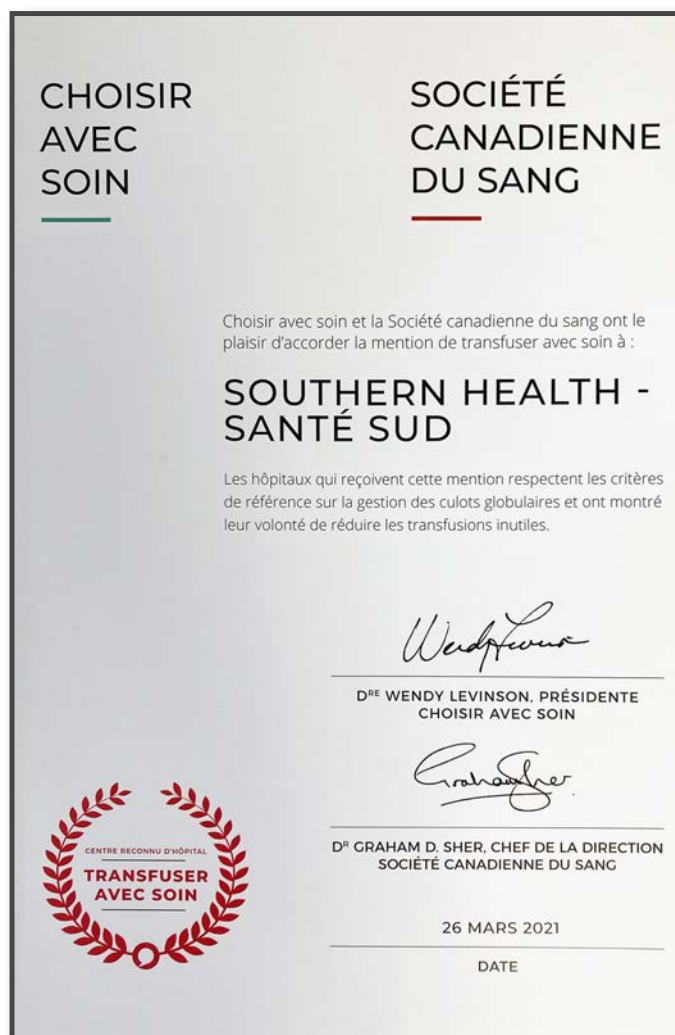 CHOISIR
AVEC
SOIN
SOCIÉTÉ
CANADIENNE
DU SANG
Choisir avec soin et la Société canadienne du sang ont le
plaisir d'accorder la mention de transfuser avec soin à :
SOUTHERN HEALTH -
SANTÉ SUD
Les hôpitaux qui reçoivent cette mention respectent les critères
de référence sur la gestion des culots globulaires et ont montré
leur volonté de réduire les transfusions inutiles.
DRE WENDY LEVINSON, PRÉSIDENTE
CHOISIR AVEC SOIN
DR GRAHAM D. SHER, CHEF DE LA DIRECTION
SOCIÉTÉ CANADIENNE DU SANG
CENTRE RECONNU D'HÔPITAL
TRANSFUSER
AVEC SOIN
26 MARS 2021
DATE